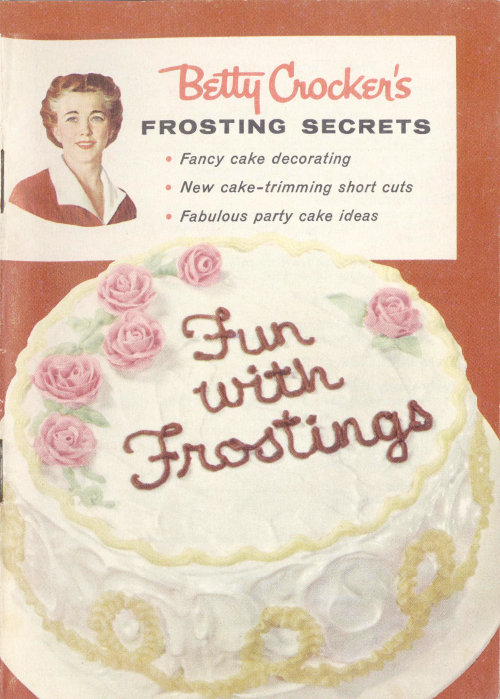 Betty Crocker's
FROSTING SECRETS
• Fancy cake decorating
• New cake-trimming short cuts
• Fabulous party cake ideas
Fun
with
Frostings